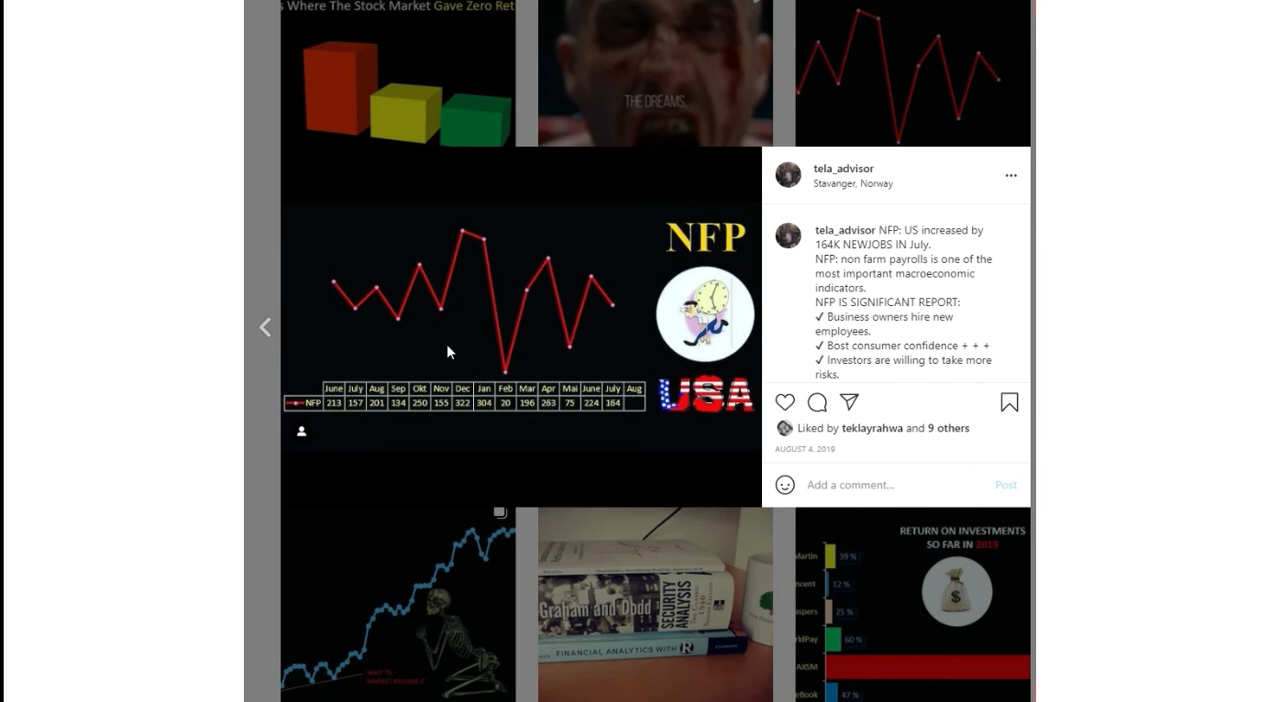 s Where The Stock Market Gave Zero Ret
THE DREAMS.
tela_advisor
Stavanger, Norway
NFP
USA
June July Aug Sep Okt Nov Dec Jan Feb Mar Apr Mai June July Aug
NFP 213 157 201 134 250 155 322 304 20 196 263 75 224 164
tela_advisor NFP: US increased by
164K NEWJOBS IN July.
NFP: non farm payrolls is one of the
most important macroeconomic
indicators.
NFP IS SIGNIFICANT REPORT:
✓ Business owners hire new
employees.
✓ Bost consumer confidence + + +
✓ Investors are willing to take more
risks.
Liked by teklayrahwa and 9 others
AUGUST 4, 2019
Add a comment... Post
Graham and Dodd
SECURITY
ANALYSIS
1940
FINANCIAL ANALYTICS WITH R
RETURN ON INVESTMENTS
SO FAR IN 2019
Martin 39 %
ncent 12 %
spers 25 %
ldPay 60 %
AXSM
eBook 47 %
$